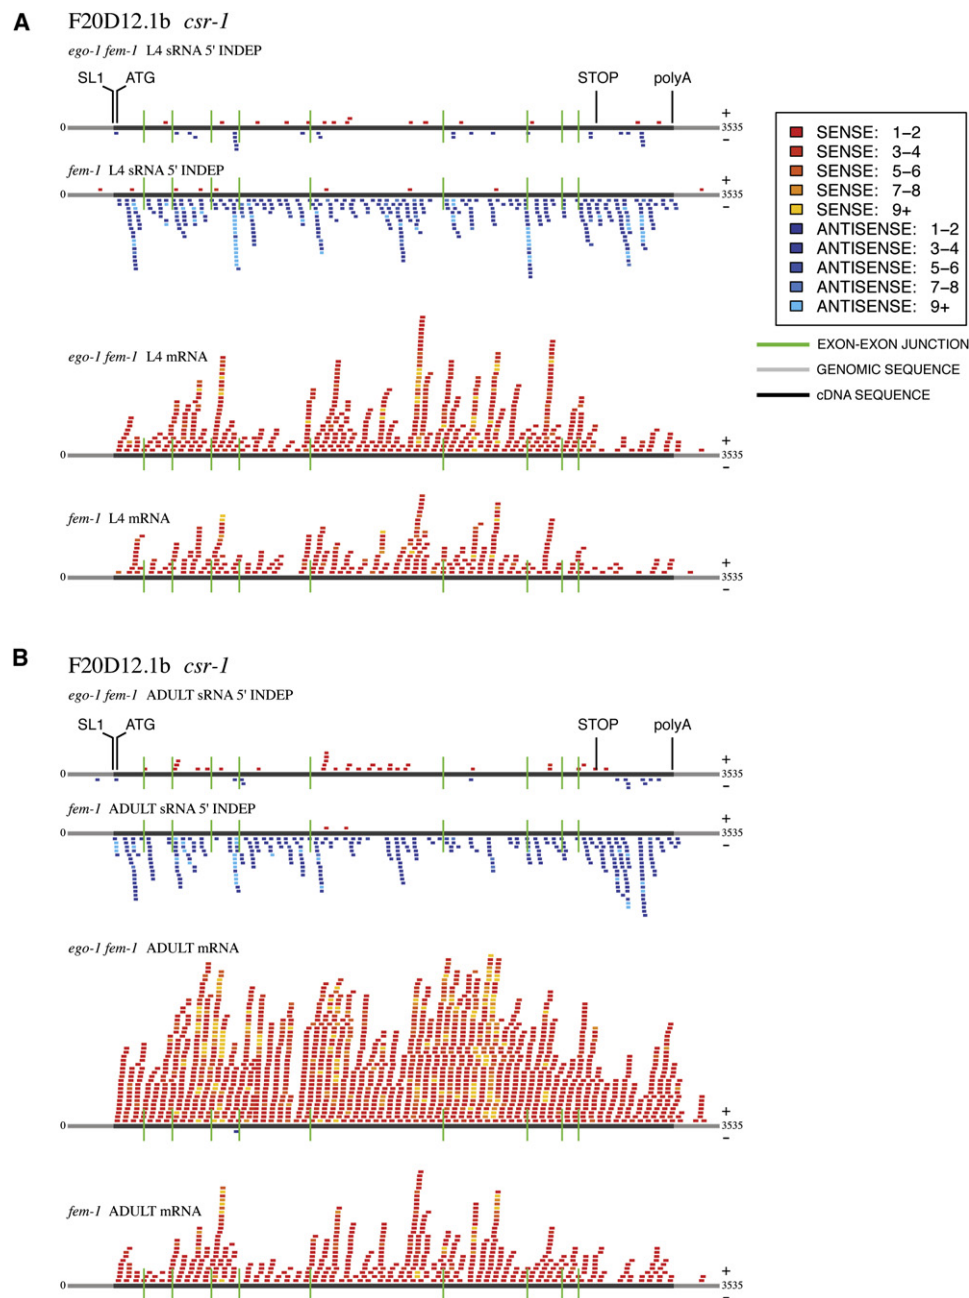 A
F20D12.1b csr-1
ego-1 fem-1 L4 sRNA 5' INDEP
SL1 ATG STOP polyA
+
0 3535
−
fem-1 L4 sRNA 5' INDEP
+
0 3535
−
ego-1 fem-1 L4 mRNA
+
0 3535
−
fem-1 L4 mRNA
+
0 3535
−
SENSE: 1−2
SENSE: 3−4
SENSE: 5−6
SENSE: 7−8
SENSE: 9+
ANTISENSE: 1−2
ANTISENSE: 3−4
ANTISENSE: 5−6
ANTISENSE: 7−8
ANTISENSE: 9+
EXON-EXON JUNCTION
GENOMIC SEQUENCE
cDNA SEQUENCE
B
F20D12.1b csr-1
ego-1 fem-1 ADULT sRNA 5' INDEP
SL1 ATG STOP polyA
+
0 3535
−
fem-1 ADULT sRNA 5' INDEP
+
0 3535
−
ego-1 fem-1 ADULT mRNA
+
0 3535
−
fem-1 ADULT mRNA
+
0 3535
−